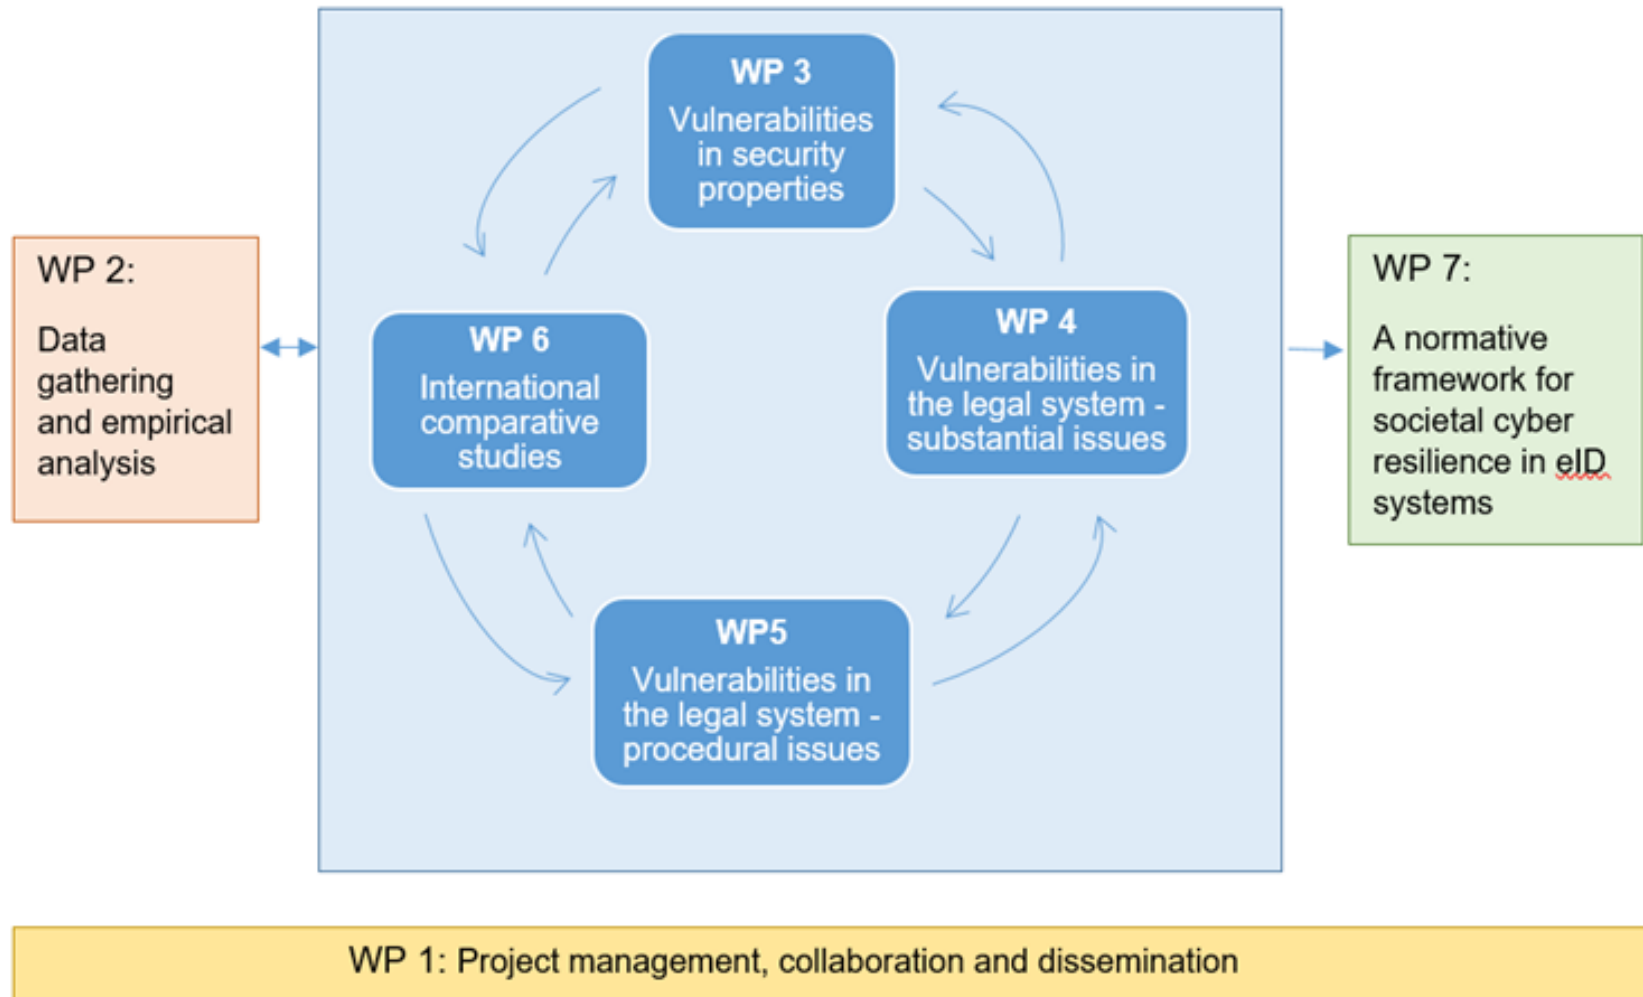 WP 3
Vulnerabilities
in security
properties
WP 2:
Data
gathering
and empirical
analysis
WP 6
International
comparative
studies
WP 4
Vulnerabilities in
the legal system -
substantial issues
WP 7:
A normative
framework for
societal cyber
resilience in eID
systems
WP5
Vulnerabilities in
the legal system -
procedural issues
WP 1: Project management, collaboration and dissemination